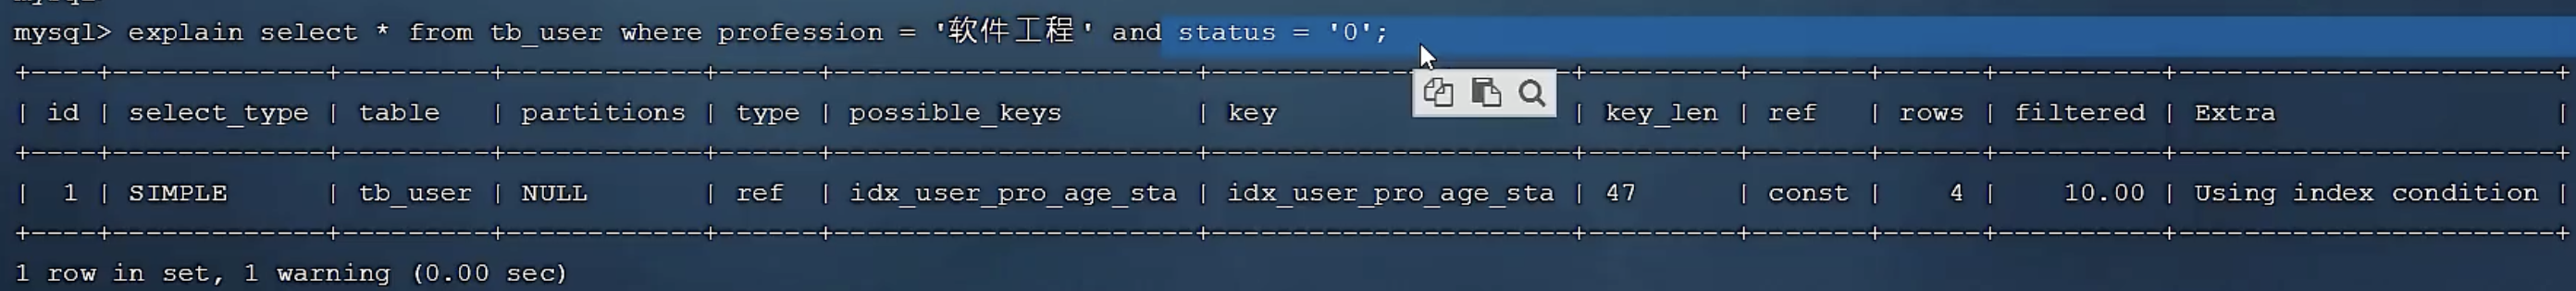 mysql> explain select * from tb_user where profession = '软件工程' and status = '0';
+----+-------------+---------+------------+------+----------------------+----------------------+---------+-------+------+----------+-----------------------+
| id | select_type | table   | partitions | type | possible_keys        | key                  | key_len | ref   | rows | filtered | Extra                 |
+----+-------------+---------+------------+------+----------------------+----------------------+---------+-------+------+----------+-----------------------+
|  1 | SIMPLE      | tb_user | NULL       | ref  | idx_user_pro_age_sta | idx_user_pro_age_sta | 47      | const |    4 |    10.00 | Using index condition |
+----+-------------+---------+------------+------+----------------------+----------------------+---------+-------+------+----------+-----------------------+
1 row in set, 1 warning (0.00 sec)